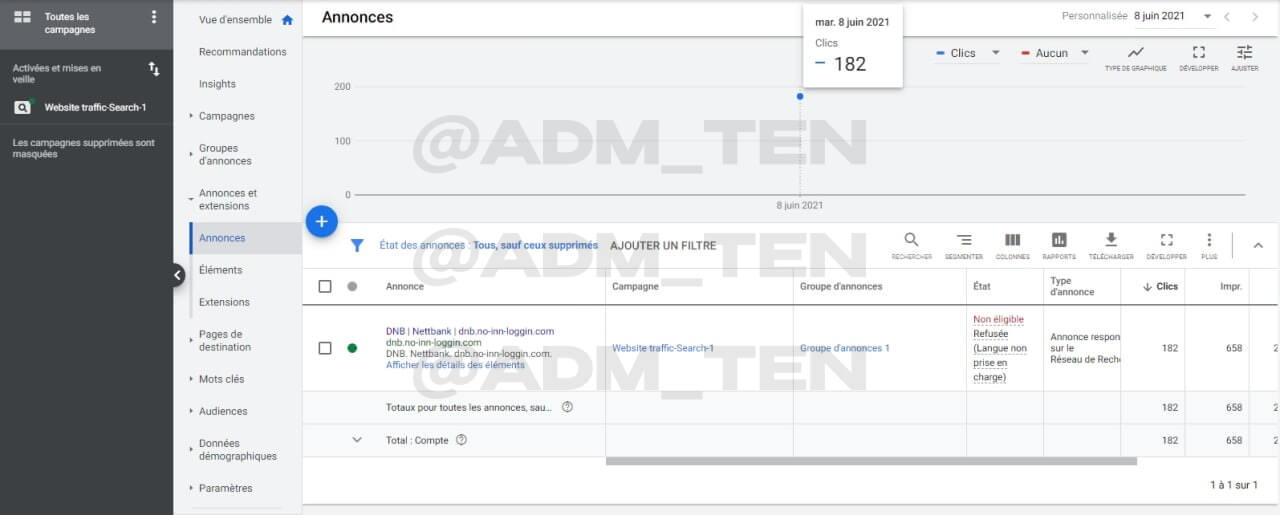 Toutes les
campagnes
Activées et mises en
veille
Website traffic-Search-1
Les campagnes supprimées sont
masquées
Vue d'ensemble
Recommandations
Insights
Campagnes
Groupes
d'annonces
Annonces et
extensions
Annonces
Éléments
Extensions
Pages de
destination
Mots clés
Audiences
Données
démographiques
Paramètres
Annonces
Personnalisée 8 juin 2021
mar. 8 juin 2021
Clics
182
Clics
Aucun
TYPE DE GRAPHIQUE
DÉVELOPPER
AJUSTER
200
100
0
8 juin 2021
@ADM_TEN
État des annonces : Tous, sauf ceux supprimés
AJOUTER UN FILTRE
RECHERCHER
SEGMENTER
COLONNES
RAPPORTS
TÉLÉCHARGER
DÉVELOPPER
PLUS
@ADM_TEN
Annonce
Campagne
Groupe d'annonces
État
Type
d'annonce
Clics
Impr.
DNB | Nettbank | dnb.no-inn-loggin.com
dnb.no-inn-loggin.com
DNB. Nettbank. dnb.no-inn-loggin.com.
Afficher les détails des éléments
Website traffic-Search-1
Groupe d'annonces 1
Non éligible
Refusée
(Langue non
prise en
charge)
Annonce respon
sur le
Réseau de Reche
182
658
2
@ADM_TEN
Totaux pour toutes les annonces, sau...
182
658
2
Total : Compte
182
658
2
1 à 1 sur 1